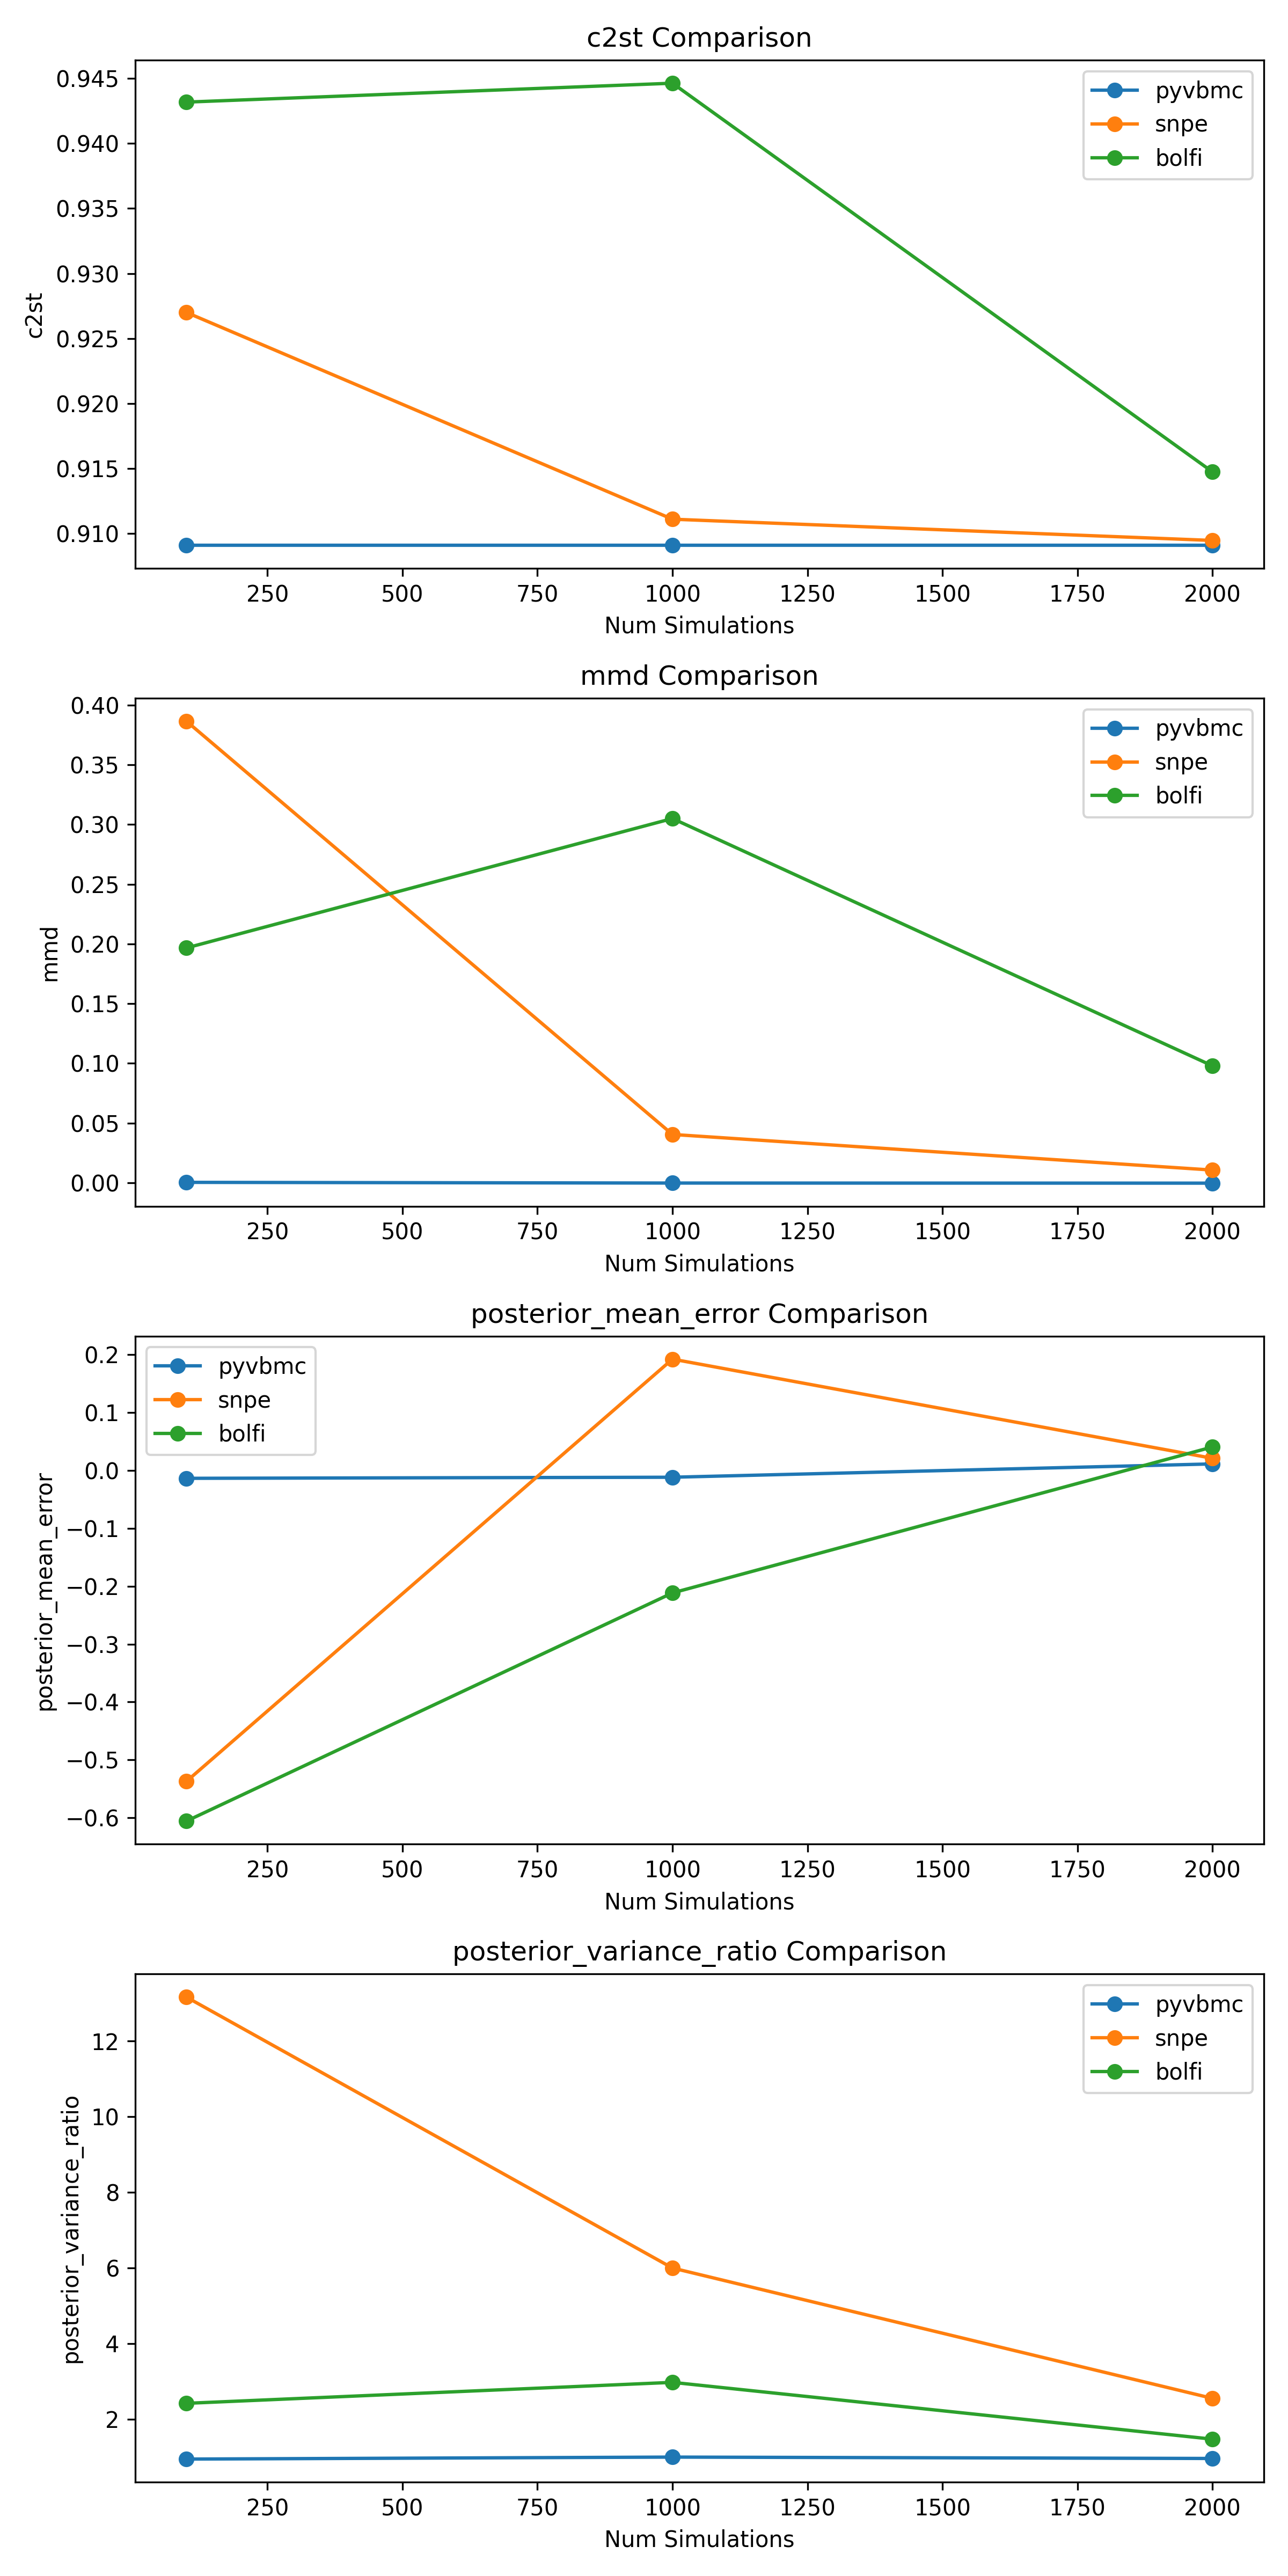 c2st Comparison
0.945
0.940
0.935
0.930
0.925
0.920
0.915
0.910
c2st
pyvbmc
snpe
bolfi
250 500 750 1000 1250 1500 1750 2000
Num Simulations
mmd Comparison
0.40
0.35
0.30
0.25
0.20
0.15
0.10
0.05
0.00
mmd
pyvbmc
snpe
bolfi
250 500 750 1000 1250 1500 1750 2000
Num Simulations
posterior_mean_error Comparison
0.2
0.1
0.0
−0.1
−0.2
−0.3
−0.4
−0.5
−0.6
posterior_mean_error
pyvbmc
snpe
bolfi
250 500 750 1000 1250 1500 1750 2000
Num Simulations
posterior_variance_ratio Comparison
12
10
8
6
4
2
posterior_variance_ratio
pyvbmc
snpe
bolfi
250 500 750 1000 1250 1500 1750 2000
Num Simulations